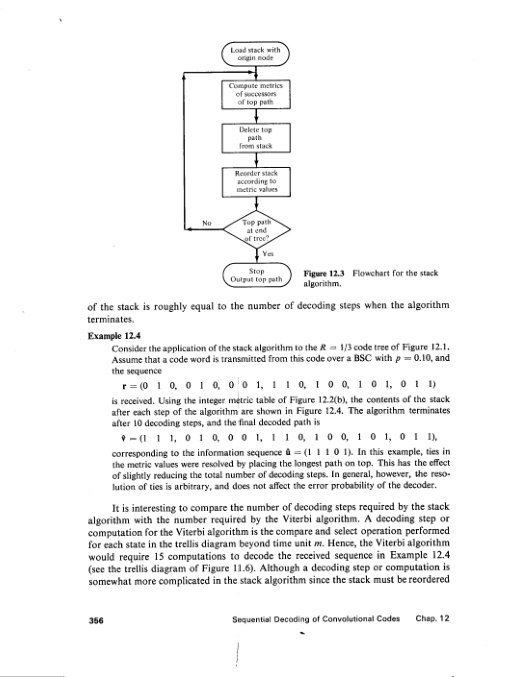 Load stack with
origin node
Compute metrics
of successors
of top path
Delete top
path
from stack
Reorder stack
according to
metric values
No
Top path
at end
of tree?
Yes
Stop
Output top path
Figure 12.3 Flowchart for the stack
algorithm.
of the stack is roughly equal to the number of decoding steps when the algorithm
terminates.
Example 12.4
Consider the application of the stack algorithm to the R = 1/3 code tree of Figure 12.1.
Assume that a code word is transmitted from this code over a BSC with p = 0.10, and
the sequence
r = (0 1 0, 0 1 0, 0 0 1, 1 1 0, 1 0 0, 1 0 1, 0 1 1)
is received. Using the integer metric table of Figure 12.2(b), the contents of the stack
after each step of the algorithm are shown in Figure 12.4. The algorithm terminates
after 10 decoding steps, and the final decoded path is
v̂ = (1 1 1, 0 1 0, 0 0 1, 1 1 0, 1 0 0, 1 0 1, 0 1 1),
corresponding to the information sequence û = (1 1 1 0 1). In this example, ties in
the metric values were resolved by placing the longest path on top. This has the effect
of slightly reducing the total number of decoding steps. In general, however, the reso-
lution of ties is arbitrary, and does not affect the error probability of the decoder.
It is interesting to compare the number of decoding steps required by the stack
algorithm with the number required by the Viterbi algorithm. A decoding step or
computation for the Viterbi algorithm is the compare and select operation performed
for each state in the trellis diagram beyond time unit m. Hence, the Viterbi algorithm
would require 15 computations to decode the received sequence in Example 12.4
(see the trellis diagram of Figure 11.6). Although a decoding step or computation is
somewhat more complicated in the stack algorithm since the stack must be reordered
356 Sequential Decoding of Convolutional Codes Chap. 12